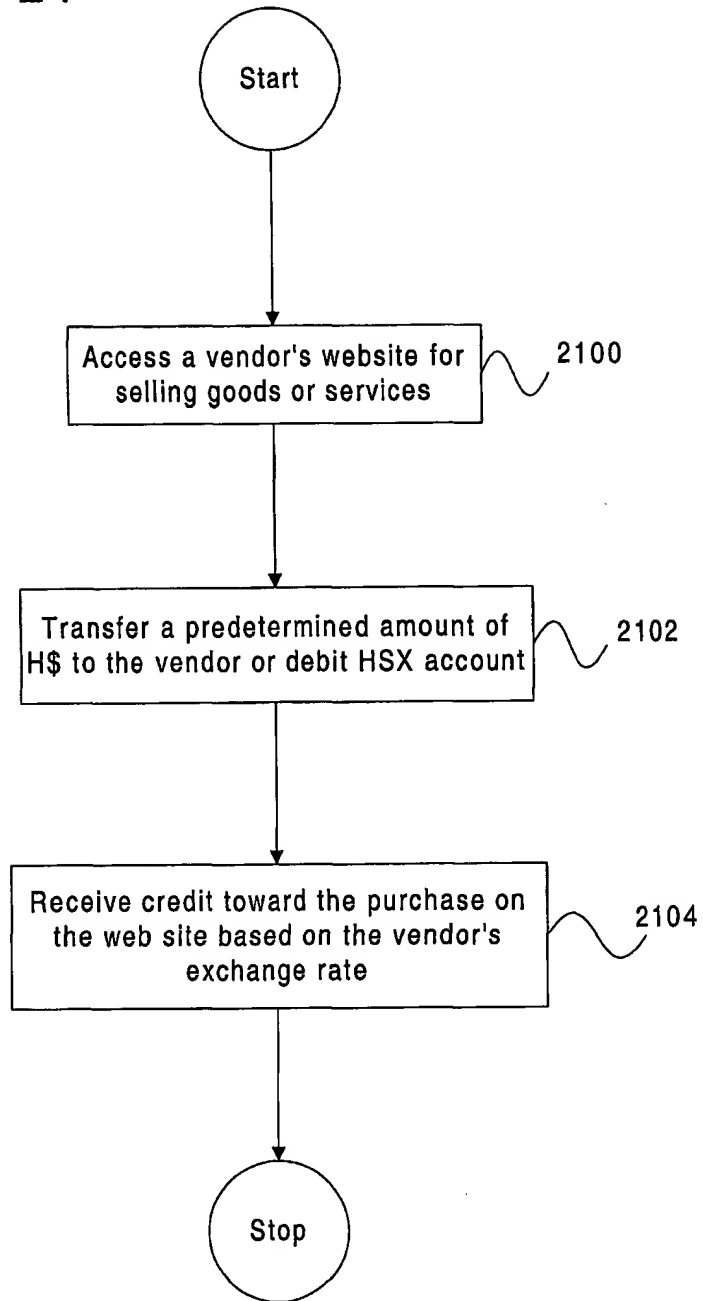 Start
Access a vendor's website for
selling goods or services
2100
Transfer a predetermined amount of
H$ to the vendor or debit HSX account
2102
Receive credit toward the purchase on
the web site based on the vendor's
exchange rate
2104
Stop